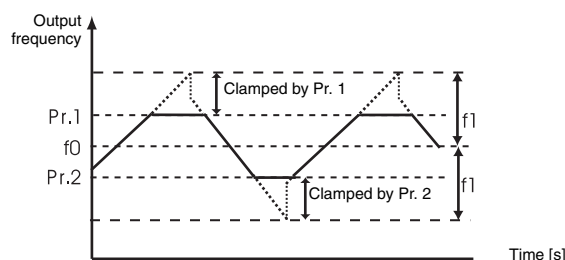 Output
frequency
Clamped by Pr. 1
Pr.1
f1
f0
Pr.2
f1
Clamped by Pr. 2
Time [s]